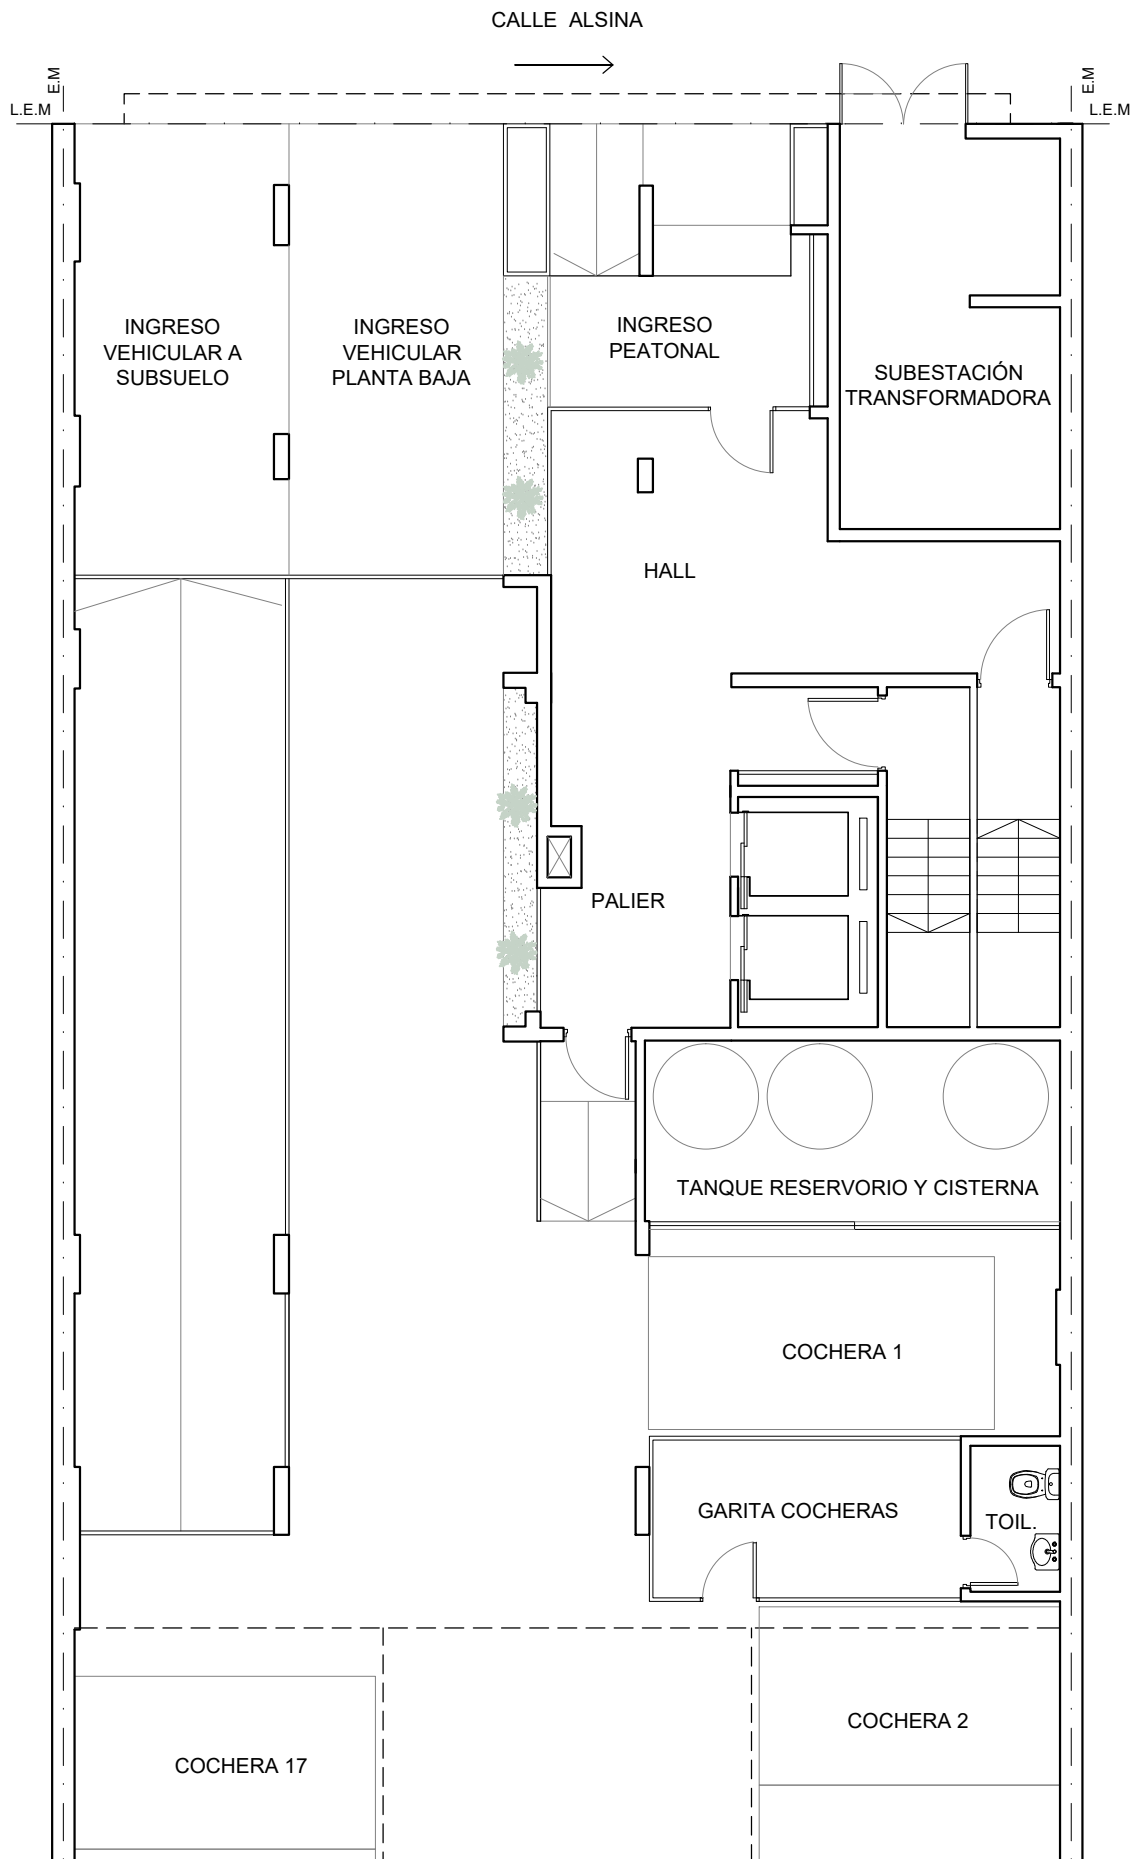 CALLE ALSINA
E.M
E.M
L.E.M
L.E.M
INGRESO
VEHICULAR A
SUBSUELO
INGRESO
VEHICULAR
PLANTA BAJA
INGRESO
PEATONAL
SUBESTACIÓN
TRANSFORMADORA
HALL
PALIER
TANQUE RESERVORIO Y CISTERNA
COCHERA 1
GARITA COCHERAS
TOIL.
COCHERA 2
COCHERA 17